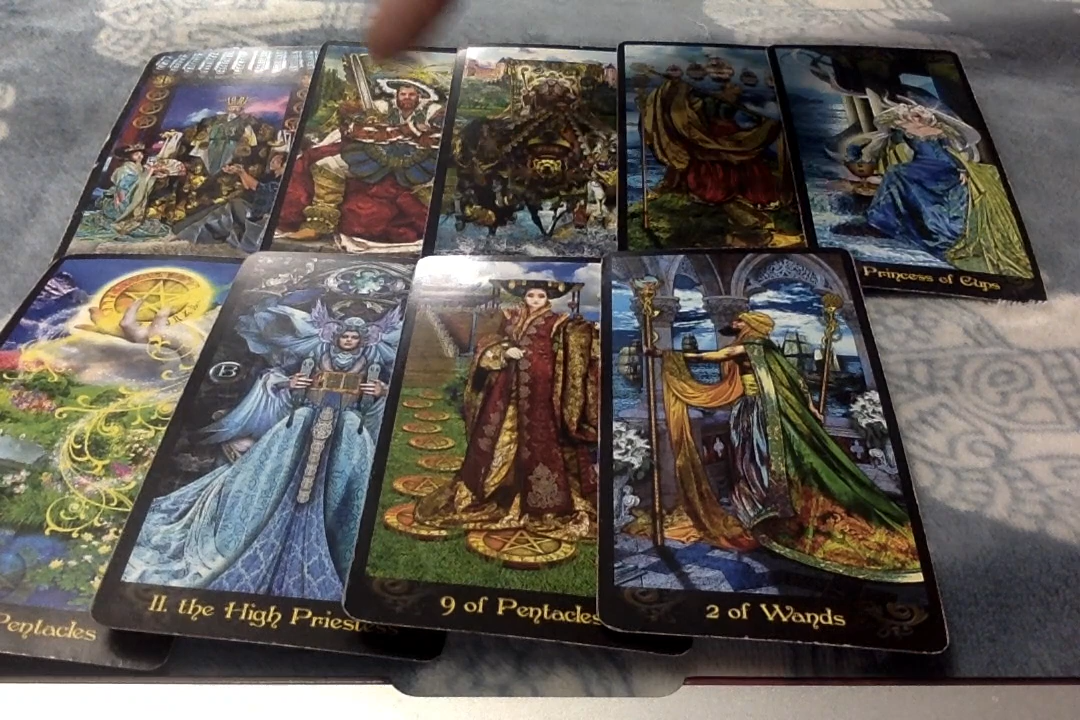 Princess of Cups
B
Pentacles
II. the High Priestess
9 of Pentacles
2 of Wands